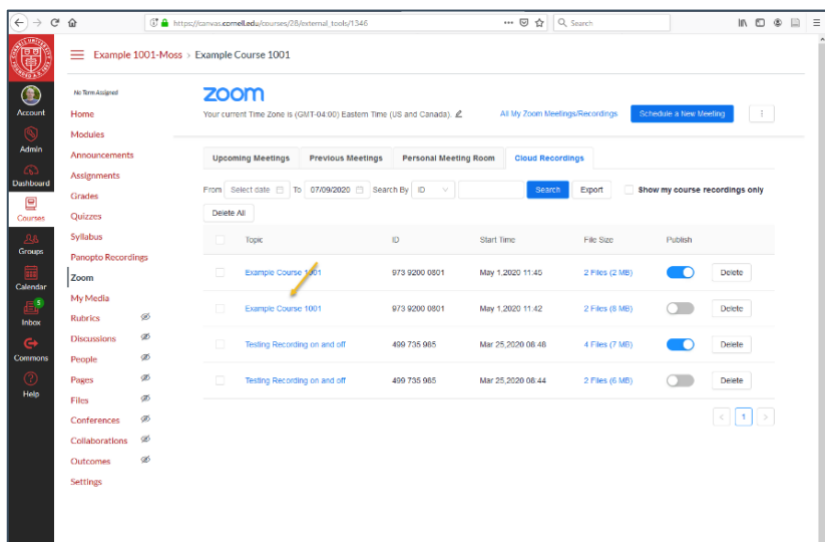 https://canvas.cornell.edu/courses/28/external_tools/1346
Search
Example 1001-Moss > Example Course 1001
Account
Admin
Dashboard
Courses
Groups
Calendar
5
Inbox
Commons
Help
No Term Assigned
Home
Modules
Announcements
Assignments
Grades
Quizzes
Syllabus
Panopto Recordings
Zoom
My Media
Rubrics
Discussions
People
Pages
Files
Conferences
Collaborations
Outcomes
Settings
zoom
Your current Time Zone is (GMT-04:00) Eastern Time (US and Canada). All My Zoom Meetings/Recordings Schedule a New Meeting
Upcoming Meetings Previous Meetings Personal Meeting Room Cloud Recordings
From Select date To 07/09/2020 Search By ID Search Export Show my course recordings only
Delete All
Topic ID Start Time File Size Publish
Example Course 1001 973 9200 0801 May 1,2020 11:45 2 Files (2 MB) Delete
Example Course 1001 973 9200 0801 May 1,2020 11:42 2 Files (8 MB) Delete
Testing Recording on and off 499 735 985 Mar 25,2020 08:48 4 Files (7 MB) Delete
Testing Recording on and off 499 735 985 Mar 25,2020 08:44 2 Files (6 MB) Delete
< 1 >